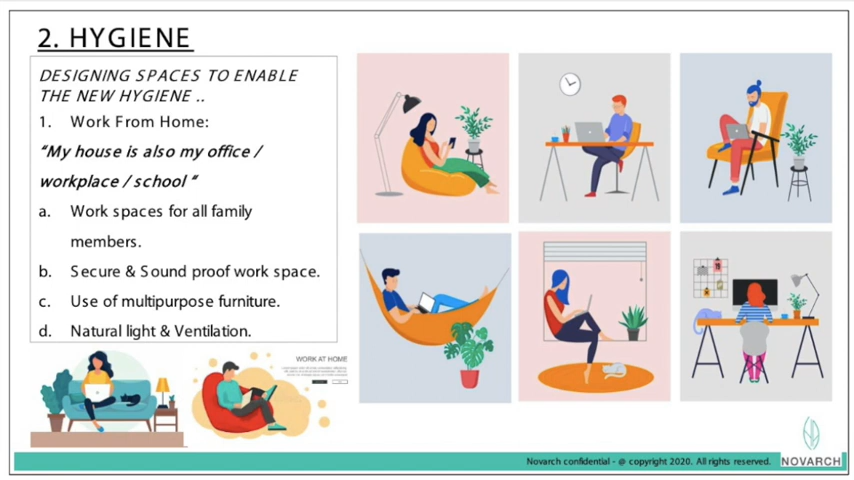 2. HYGIENE
DESIGNING SPACES TO ENABLE
THE NEW HYGIENE ..
1. Work From Home:
“My house is also my office /
workplace / school “
a. Work spaces for all family
members.
b. Secure & Sound proof work space.
c. Use of multipurpose furniture.
d. Natural light & Ventilation.
WORK AT HOME
Novarch confidential - @ copyright 2020. All rights reserved.
NOVARCH